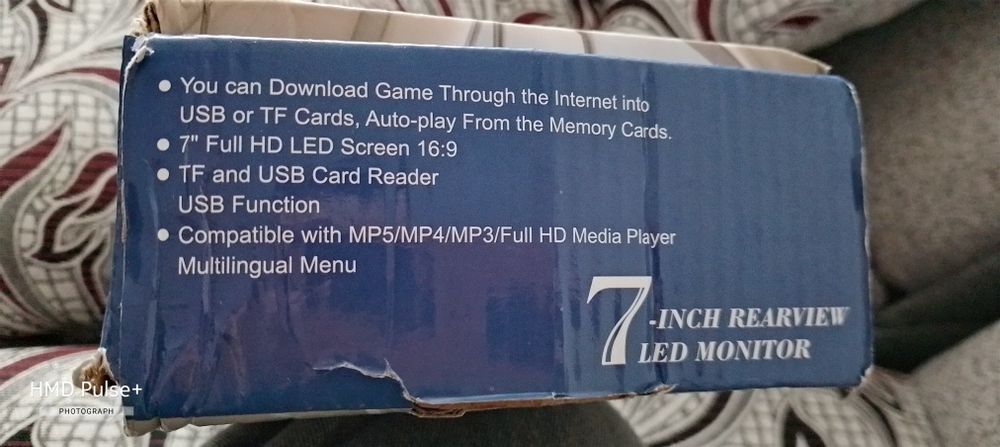 ● You can Download Game Through the Internet into
USB or TF Cards, Auto-play From the Memory Cards.
● 7" Full HD LED Screen 16:9
● TF and USB Card Reader
USB Function
● Compatible with MP5/MP4/MP3/Full HD Media Player
Multilingual Menu
7-INCH REARVIEW
LED MONITOR
HMD Pulse+
PHOTOGRAPH